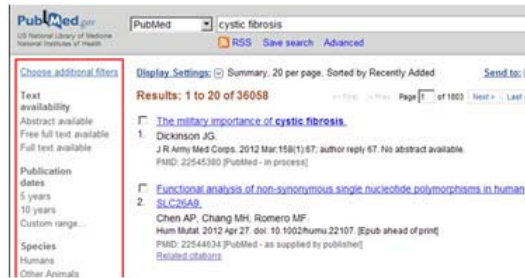 PubMed.gov
US National Library of Medicine
National Institutes of Health
PubMed
cystic fibrosis
RSS Save search Advanced
Choose additional filters
Text
availability
Abstract available
Free full text available
Full text available
Publication
dates
5 years
10 years
Custom range...
Species
Humans
Other Animals
Display Settings: Summary, 20 per page, Sorted by Recently Added
Send to:
Results: 1 to 20 of 36058
<< First < Prev Page 1 of 1803 Next > Last
The military importance of cystic fibrosis.
1. Dickinson JG.
J R Army Med Corps. 2012 Mar;158(1):67; author reply 67. No abstract available.
PMID: 22545380 [PubMed - in process]
Functional analysis of non-synonymous single nucleotide polymorphisms in human
2. SLC26A9.
Chen AP, Chang MH, Romero MF.
Hum Mutat. 2012 Apr 27. doi: 10.1002/humu.22107. [Epub ahead of print]
PMID: 22544634 [PubMed - as supplied by publisher]
Related citations